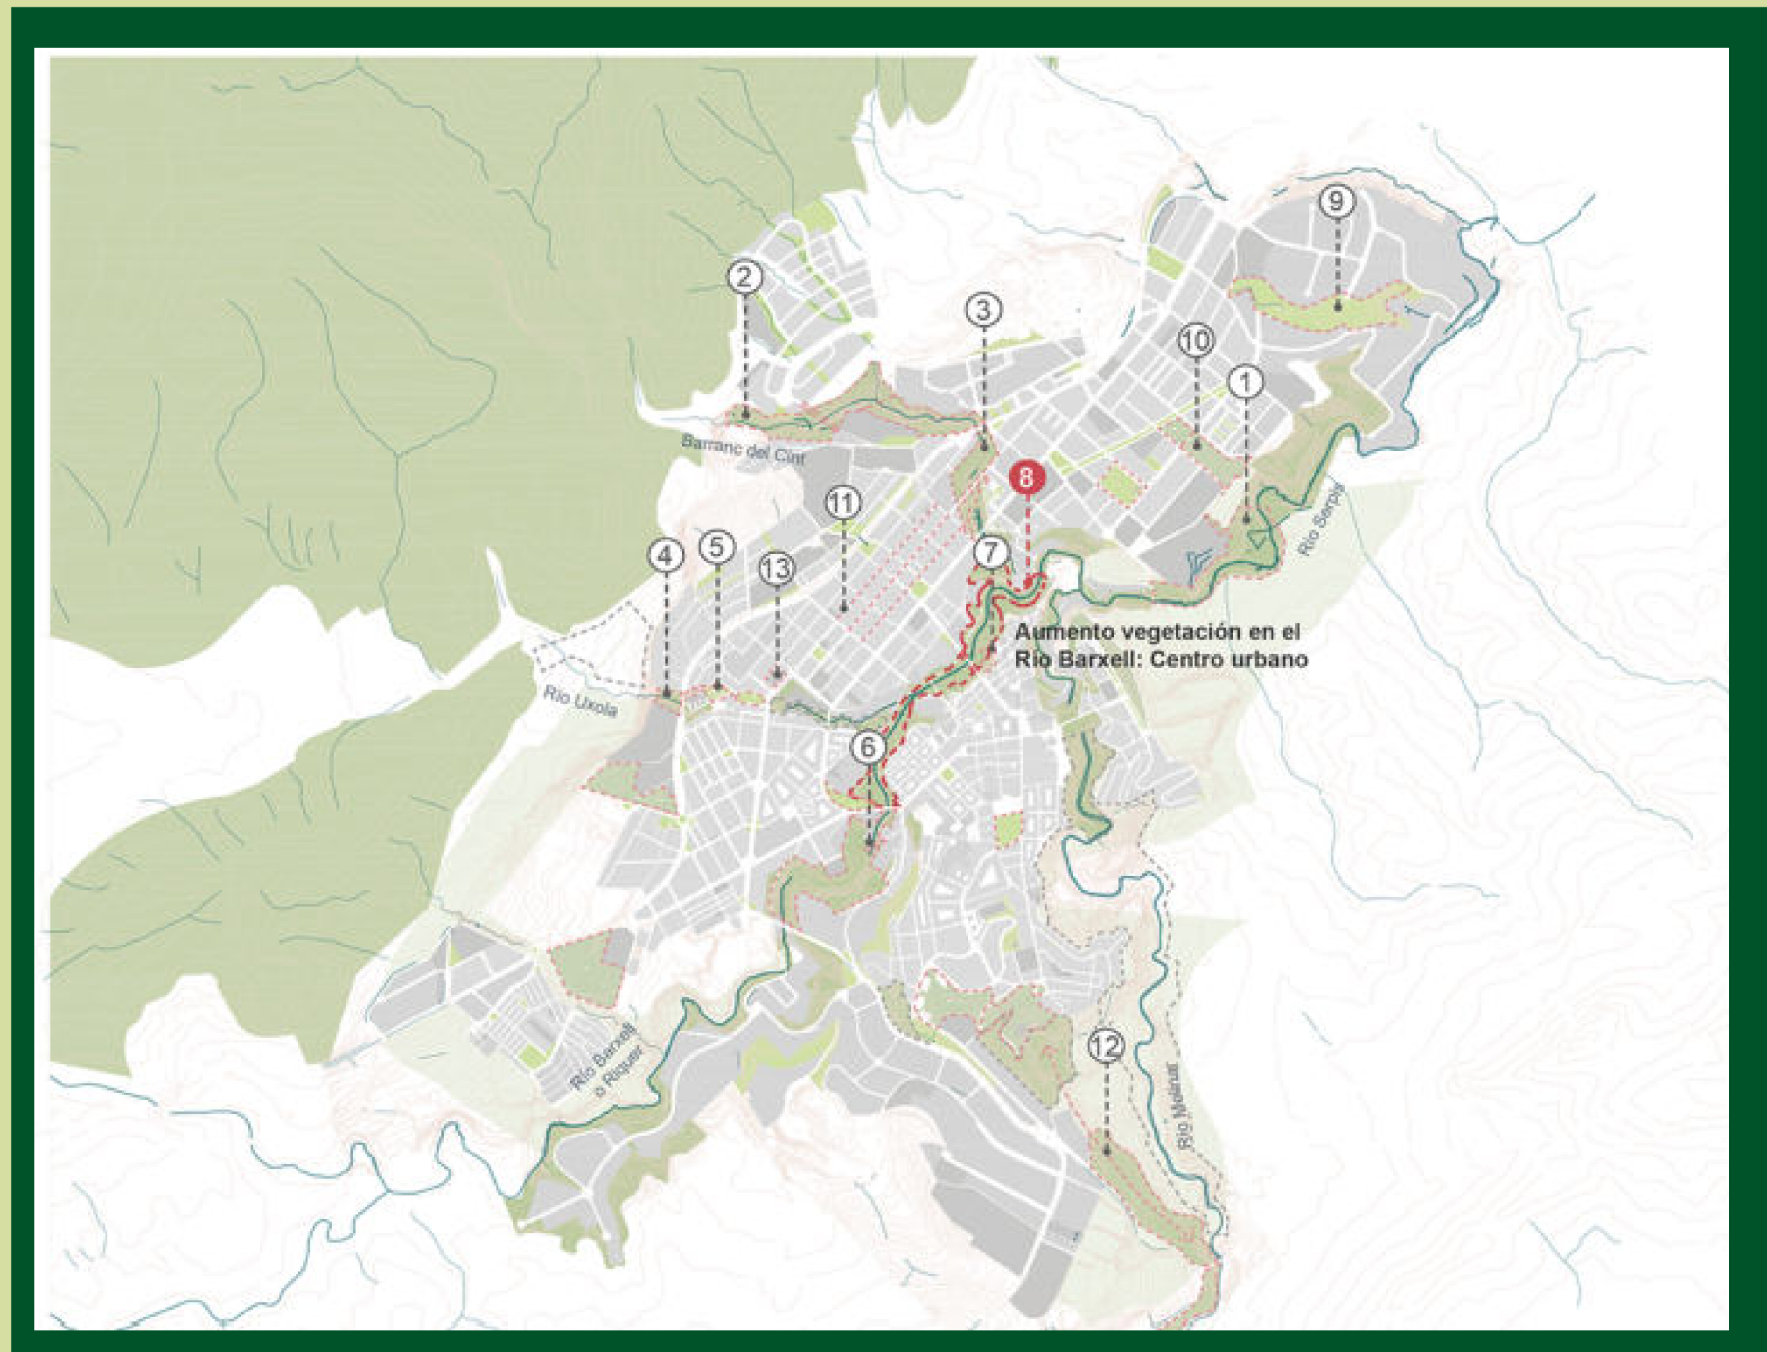 9
2
3
10
1
8
11
7
5
4
13
Barranc del Cint
Río Serpis
Aumento vegetación en el
Río Barxell: Centro urbano
Río Uxola
6
12
Río Barxell
o Riquer
Río Molinar